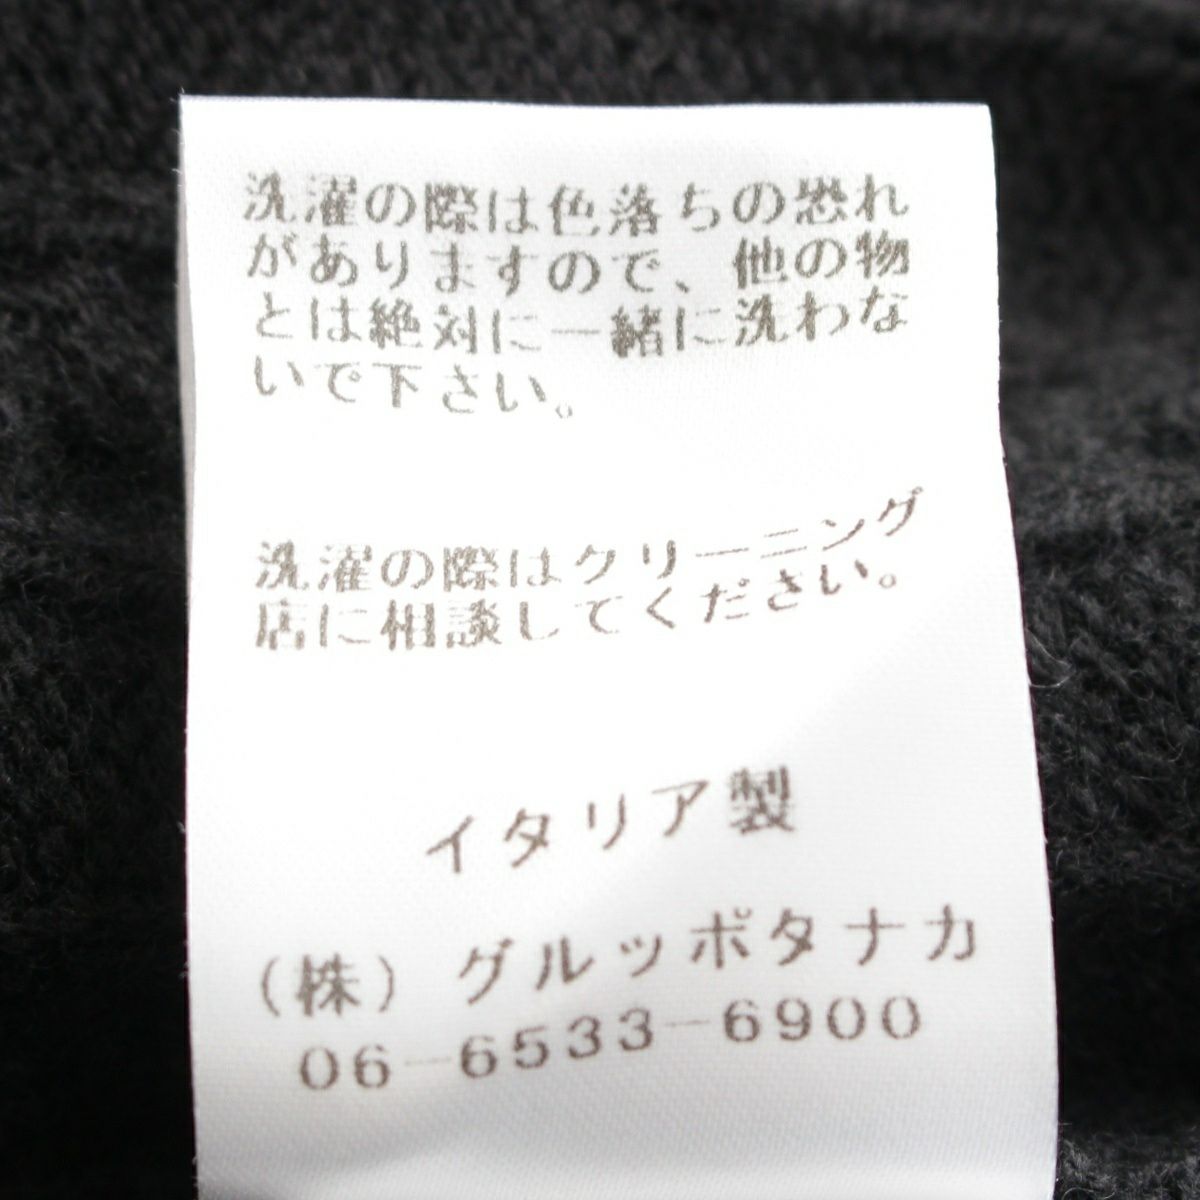 洗濯の際は色落ちの恐れ
がありますので、他の物
とは絶対に一緒に洗わな
いで下さい。
洗濯の際はクリーニング
店に相談してください。
イタリア製
(株)グルッポタナカ
06-6533-6900